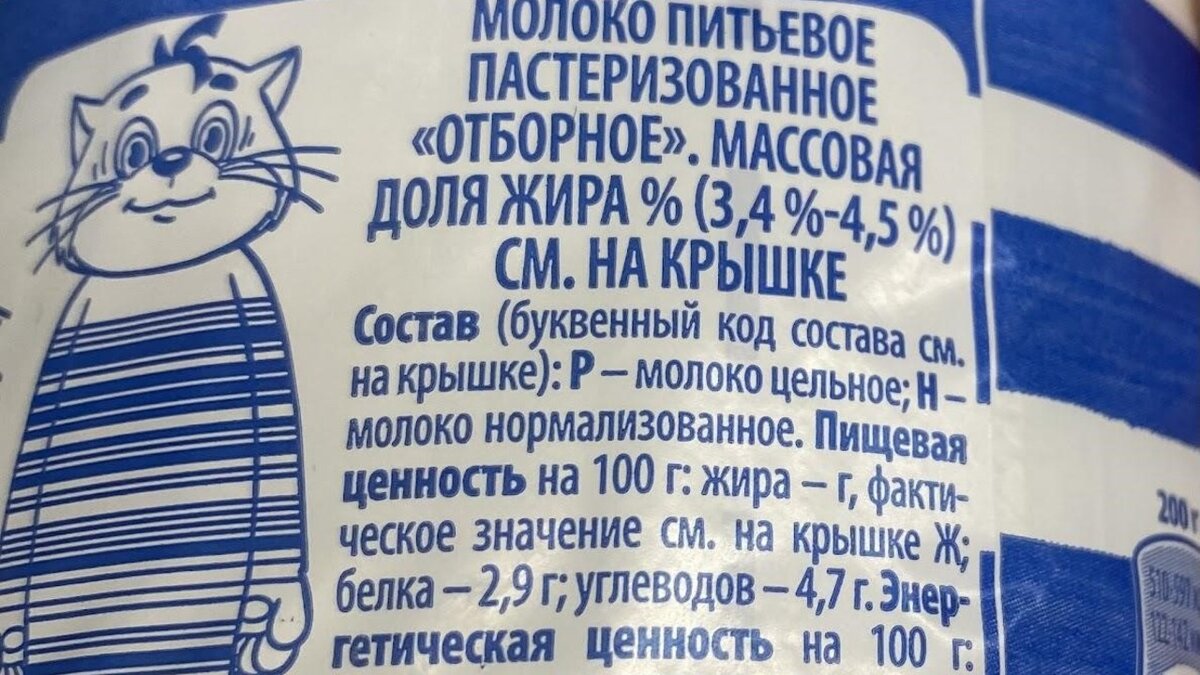 МОЛОКО ПИТЬЕВОЕ
ПАСТЕРИЗОВАННОЕ
«ОТБОРНОЕ». МАССОВАЯ
ДОЛЯ ЖИРА % (3,4 %-4,5 %)
СМ. НА КРЫШКЕ
Состав (буквенный код состава см.
на крышке): Р – молоко цельное; Н –
молоко нормализованное. Пищевая
ценность на 100 г: жира – г, факти-
ческое значение см. на крышке Ж;
белка – 2,9 г; углеводов – 4,7 г. Энер-
гетическая ценность на 100 г:
200